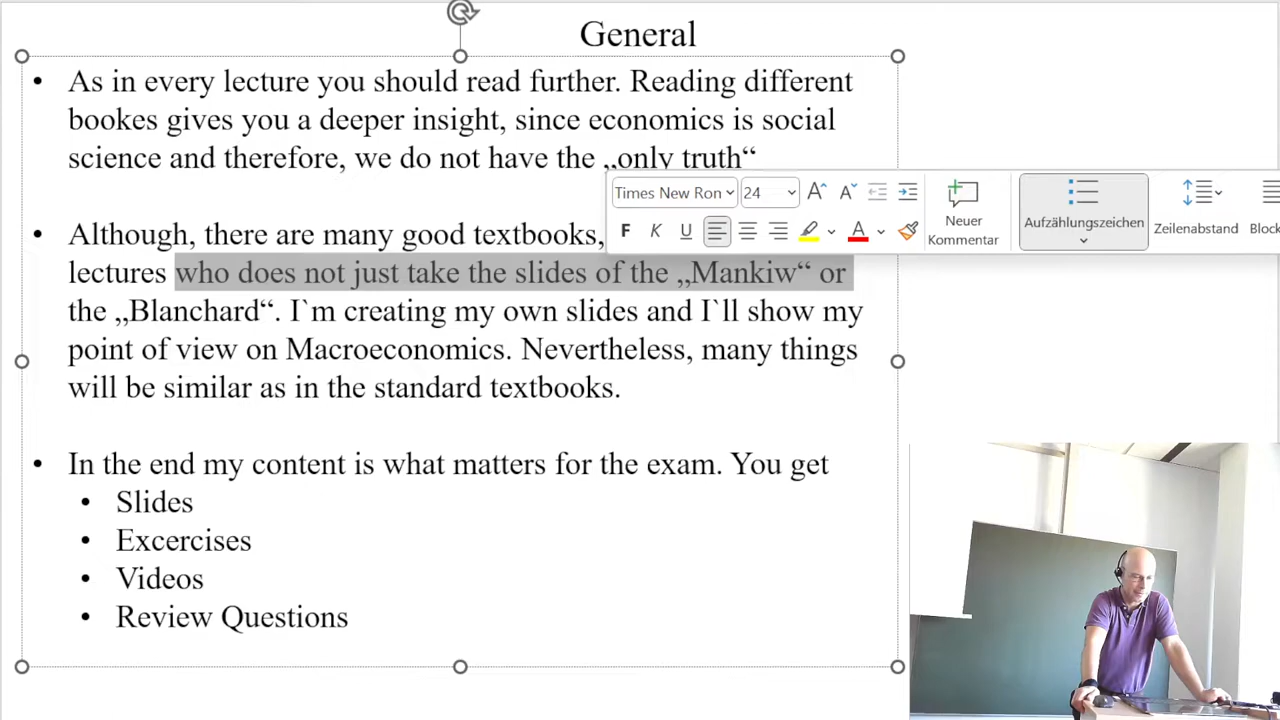 General
• As in every lecture you should read further. Reading different
bookes gives you a deeper insight, since economics is social
science and therefore, we do not have the „only truth“
Times New Ron
24
F K U
A
Neuer
Kommentar
Aufzählungszeichen
Zeilenabstand
Block
• Although, there are many good textbooks,
lectures who does not just take the slides of the „Mankiw“ or
the „Blanchard“. I`m creating my own slides and I`ll show my
point of view on Macroeconomics. Nevertheless, many things
will be similar as in the standard textbooks.
• In the end my content is what matters for the exam. You get
• Slides
• Excercises
• Videos
• Review Questions